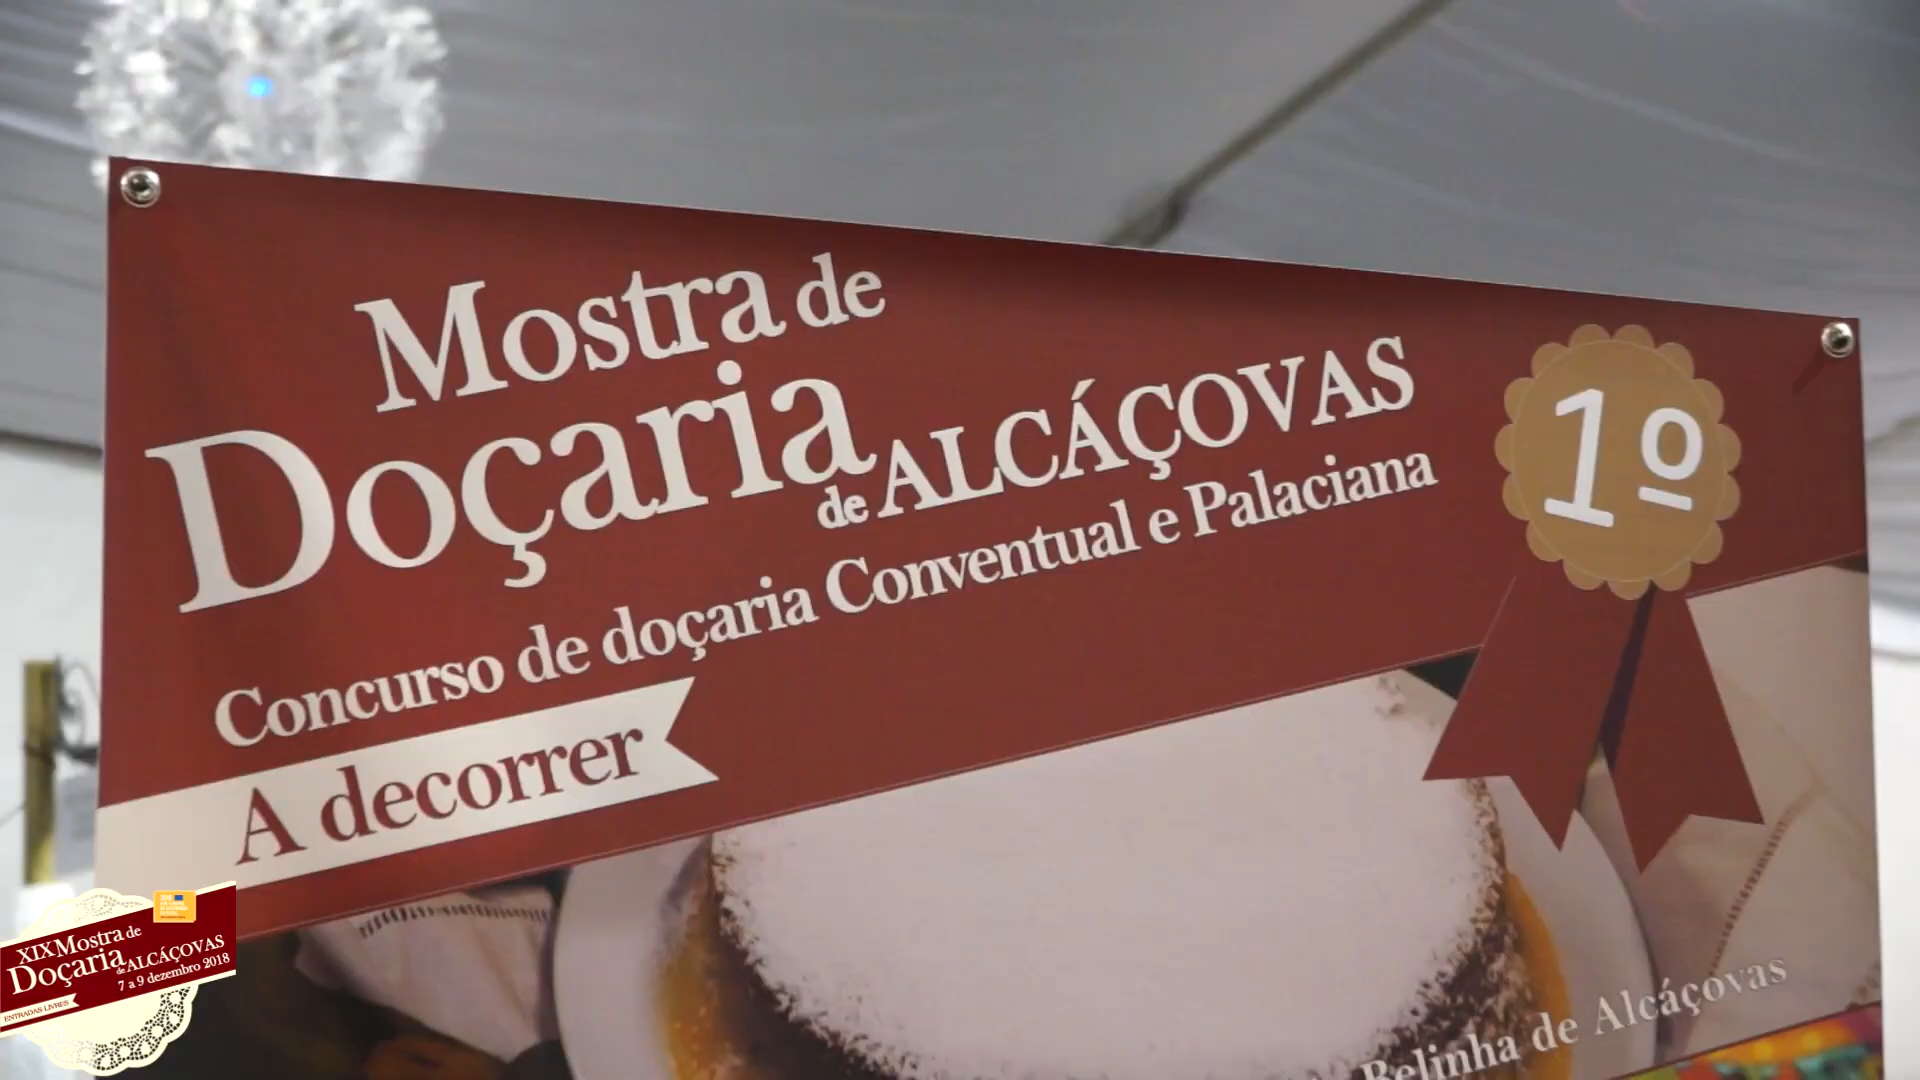 Mostra de
Doçaria
de ALCÁÇOVAS
1º
Concurso de doçaria Conventual e Palaciana
A decorrer
Belinha de Alcáçovas
XIX Mostra de
Doçaria
de ALCÁÇOVAS
7 a 9 dezembro 2018
ENTRADAS LIVRES